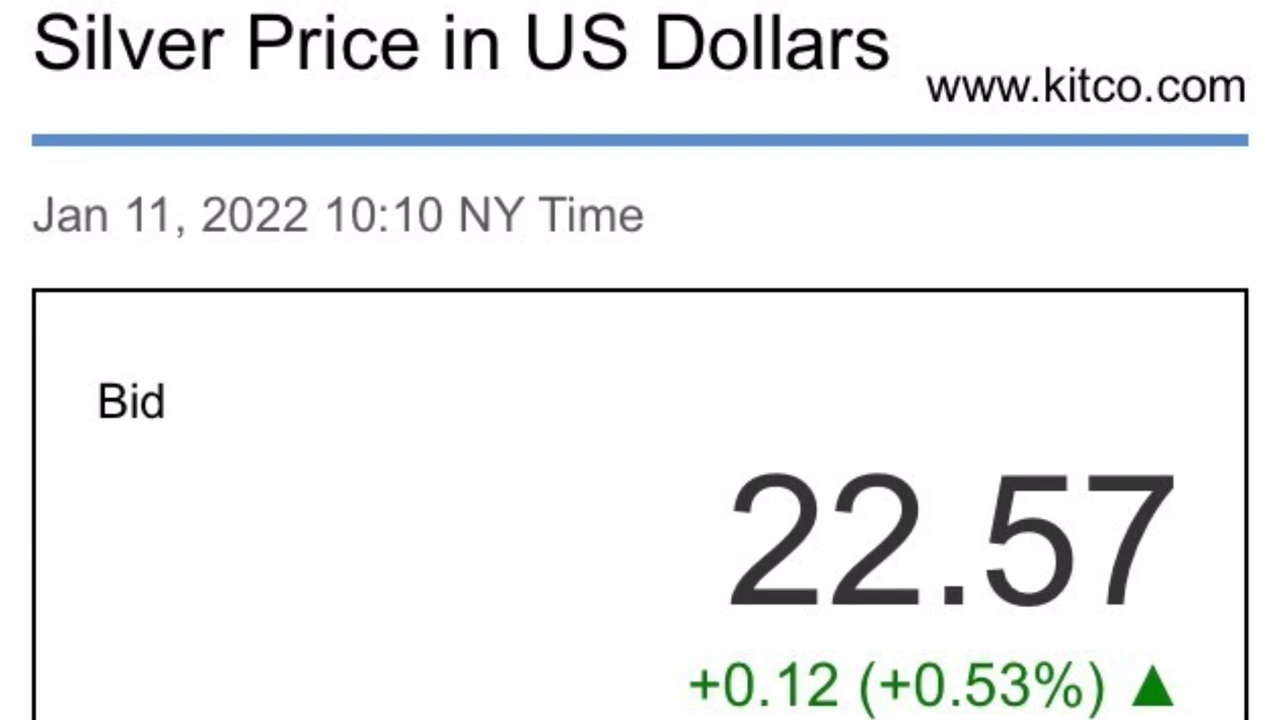 Silver Price in US Dollars
www.kitco.com
Jan 11, 2022 10:10 NY Time
Bid
22.57
+0.12 (+0.53%) ▲